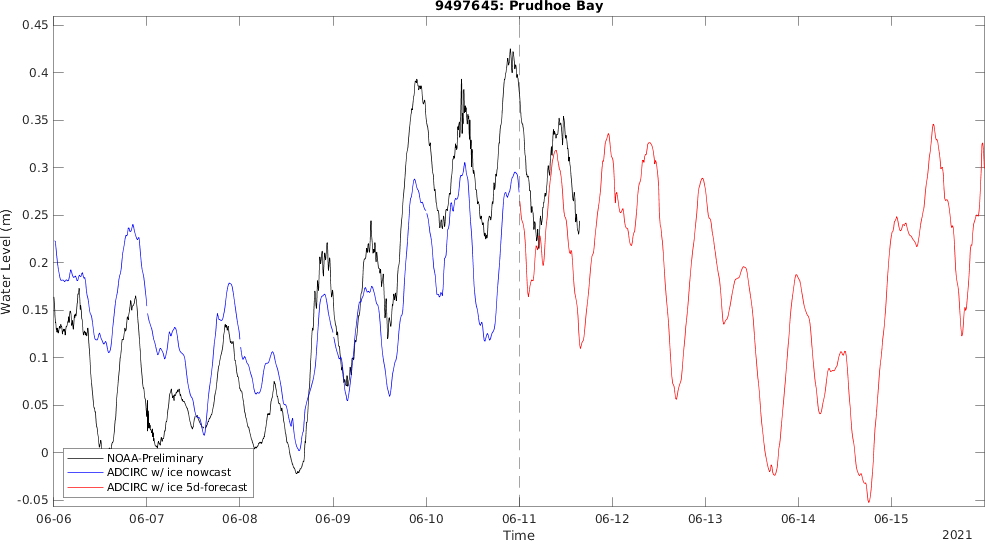 9497645: Prudhoe Bay
0.45
0.4
0.35
0.3
0.25
0.2
0.15
0.1
0.05
0
-0.05
Water Level (m)
NOAA-Preliminary
ADCIRC w/ ice nowcast
ADCIRC w/ ice 5d-forecast
06-06 06-07 06-08 06-09 06-10 06-11 06-12 06-13 06-14 06-15
Time
2021